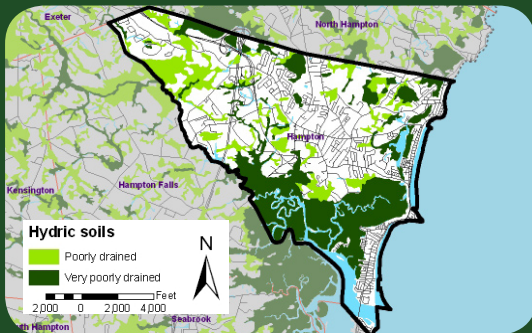 Exeter
North Hampton
Hampton
Kensington
Hampton Falls
Hydric soils
Poorly drained
Very poorly drained
N
Feet
2,000 0 2,000 4,000
Seabrook
th Hampton